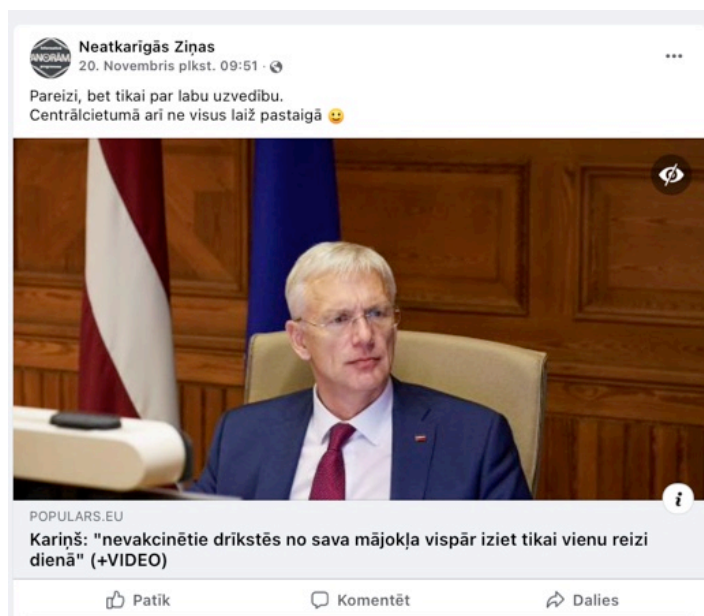 Neatkarīgās Ziņas
20. Novembris plkst. 09:51 ·
Pareizi, bet tikai par labu uzvedību.
Centrālcietumā arī ne visus laiž pastaigā
POPULARS.EU
Kariņš: "nevakcinētie drīkstēs no sava mājokļa vispār iziet tikai vienu reizi
dienā" (+VIDEO)
Patīk
Komentēt
Dalies